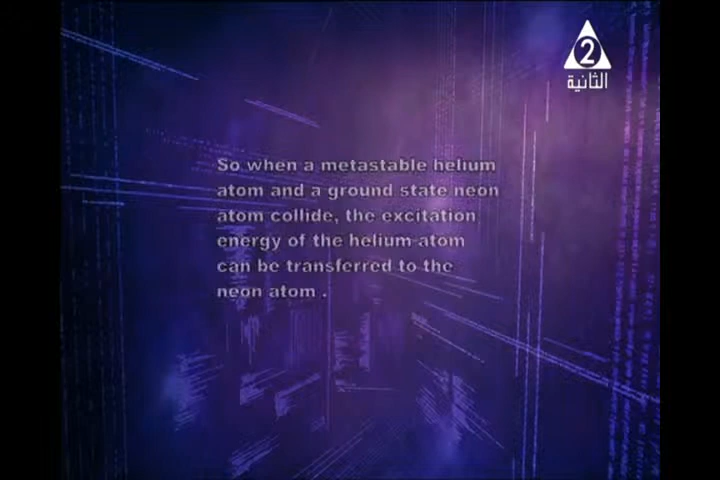 2
الثانية
So when a metastable helium
atom and a ground state neon
atom collide, the excitation
energy of the helium atom
can be transferred to the
neon atom .